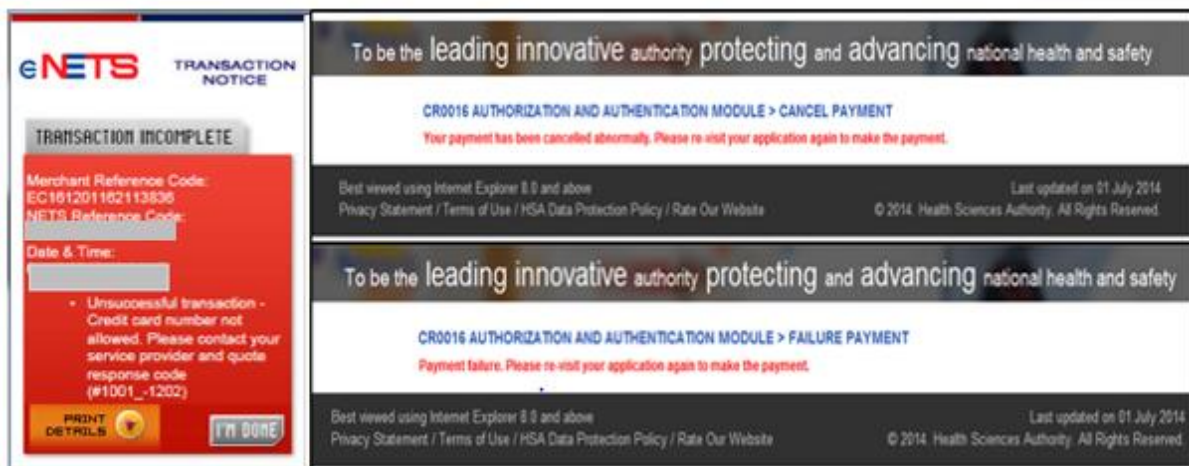 eNETS
TRANSACTION
NOTICE
TRANSACTION INCOMPLETE
Merchant Reference Code:
EC161201162113836
NETS Reference Code:
Date & Time:
• Unsuccessful transaction -
Credit card number not
allowed. Please contact your
service provider and quote
response code
(#1001_-1202)
PRINT
DETAILS
I'M DONE
To be the leading innovative authority protecting and advancing national health and safety
CR0016 AUTHORIZATION AND AUTHENTICATION MODULE > CANCEL PAYMENT
Your payment has been cancelled abnormally. Please re-visit your application again to make the payment.
Best viewed using Internet Explorer 8.0 and above
Last updated on 01 July 2014
Privacy Statement / Terms of Use / HSA Data Protection Policy / Rate Our Website
© 2014. Health Sciences Authority. All Rights Reserved.
To be the leading innovative authority protecting and advancing national health and safety
CR0016 AUTHORIZATION AND AUTHENTICATION MODULE > FAILURE PAYMENT
Payment failure. Please re-visit your application again to make the payment.
Best viewed using Internet Explorer 8.0 and above
Last updated on 01 July 2014
Privacy Statement / Terms of Use / HSA Data Protection Policy / Rate Our Website
© 2014. Health Sciences Authority. All Rights Reserved.